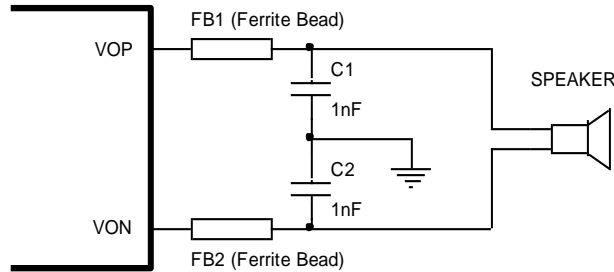 FB1 (Ferrite Bead)
VOP
C1
SPEAKER
1nF
C2
1nF
VON
FB2 (Ferrite Bead)